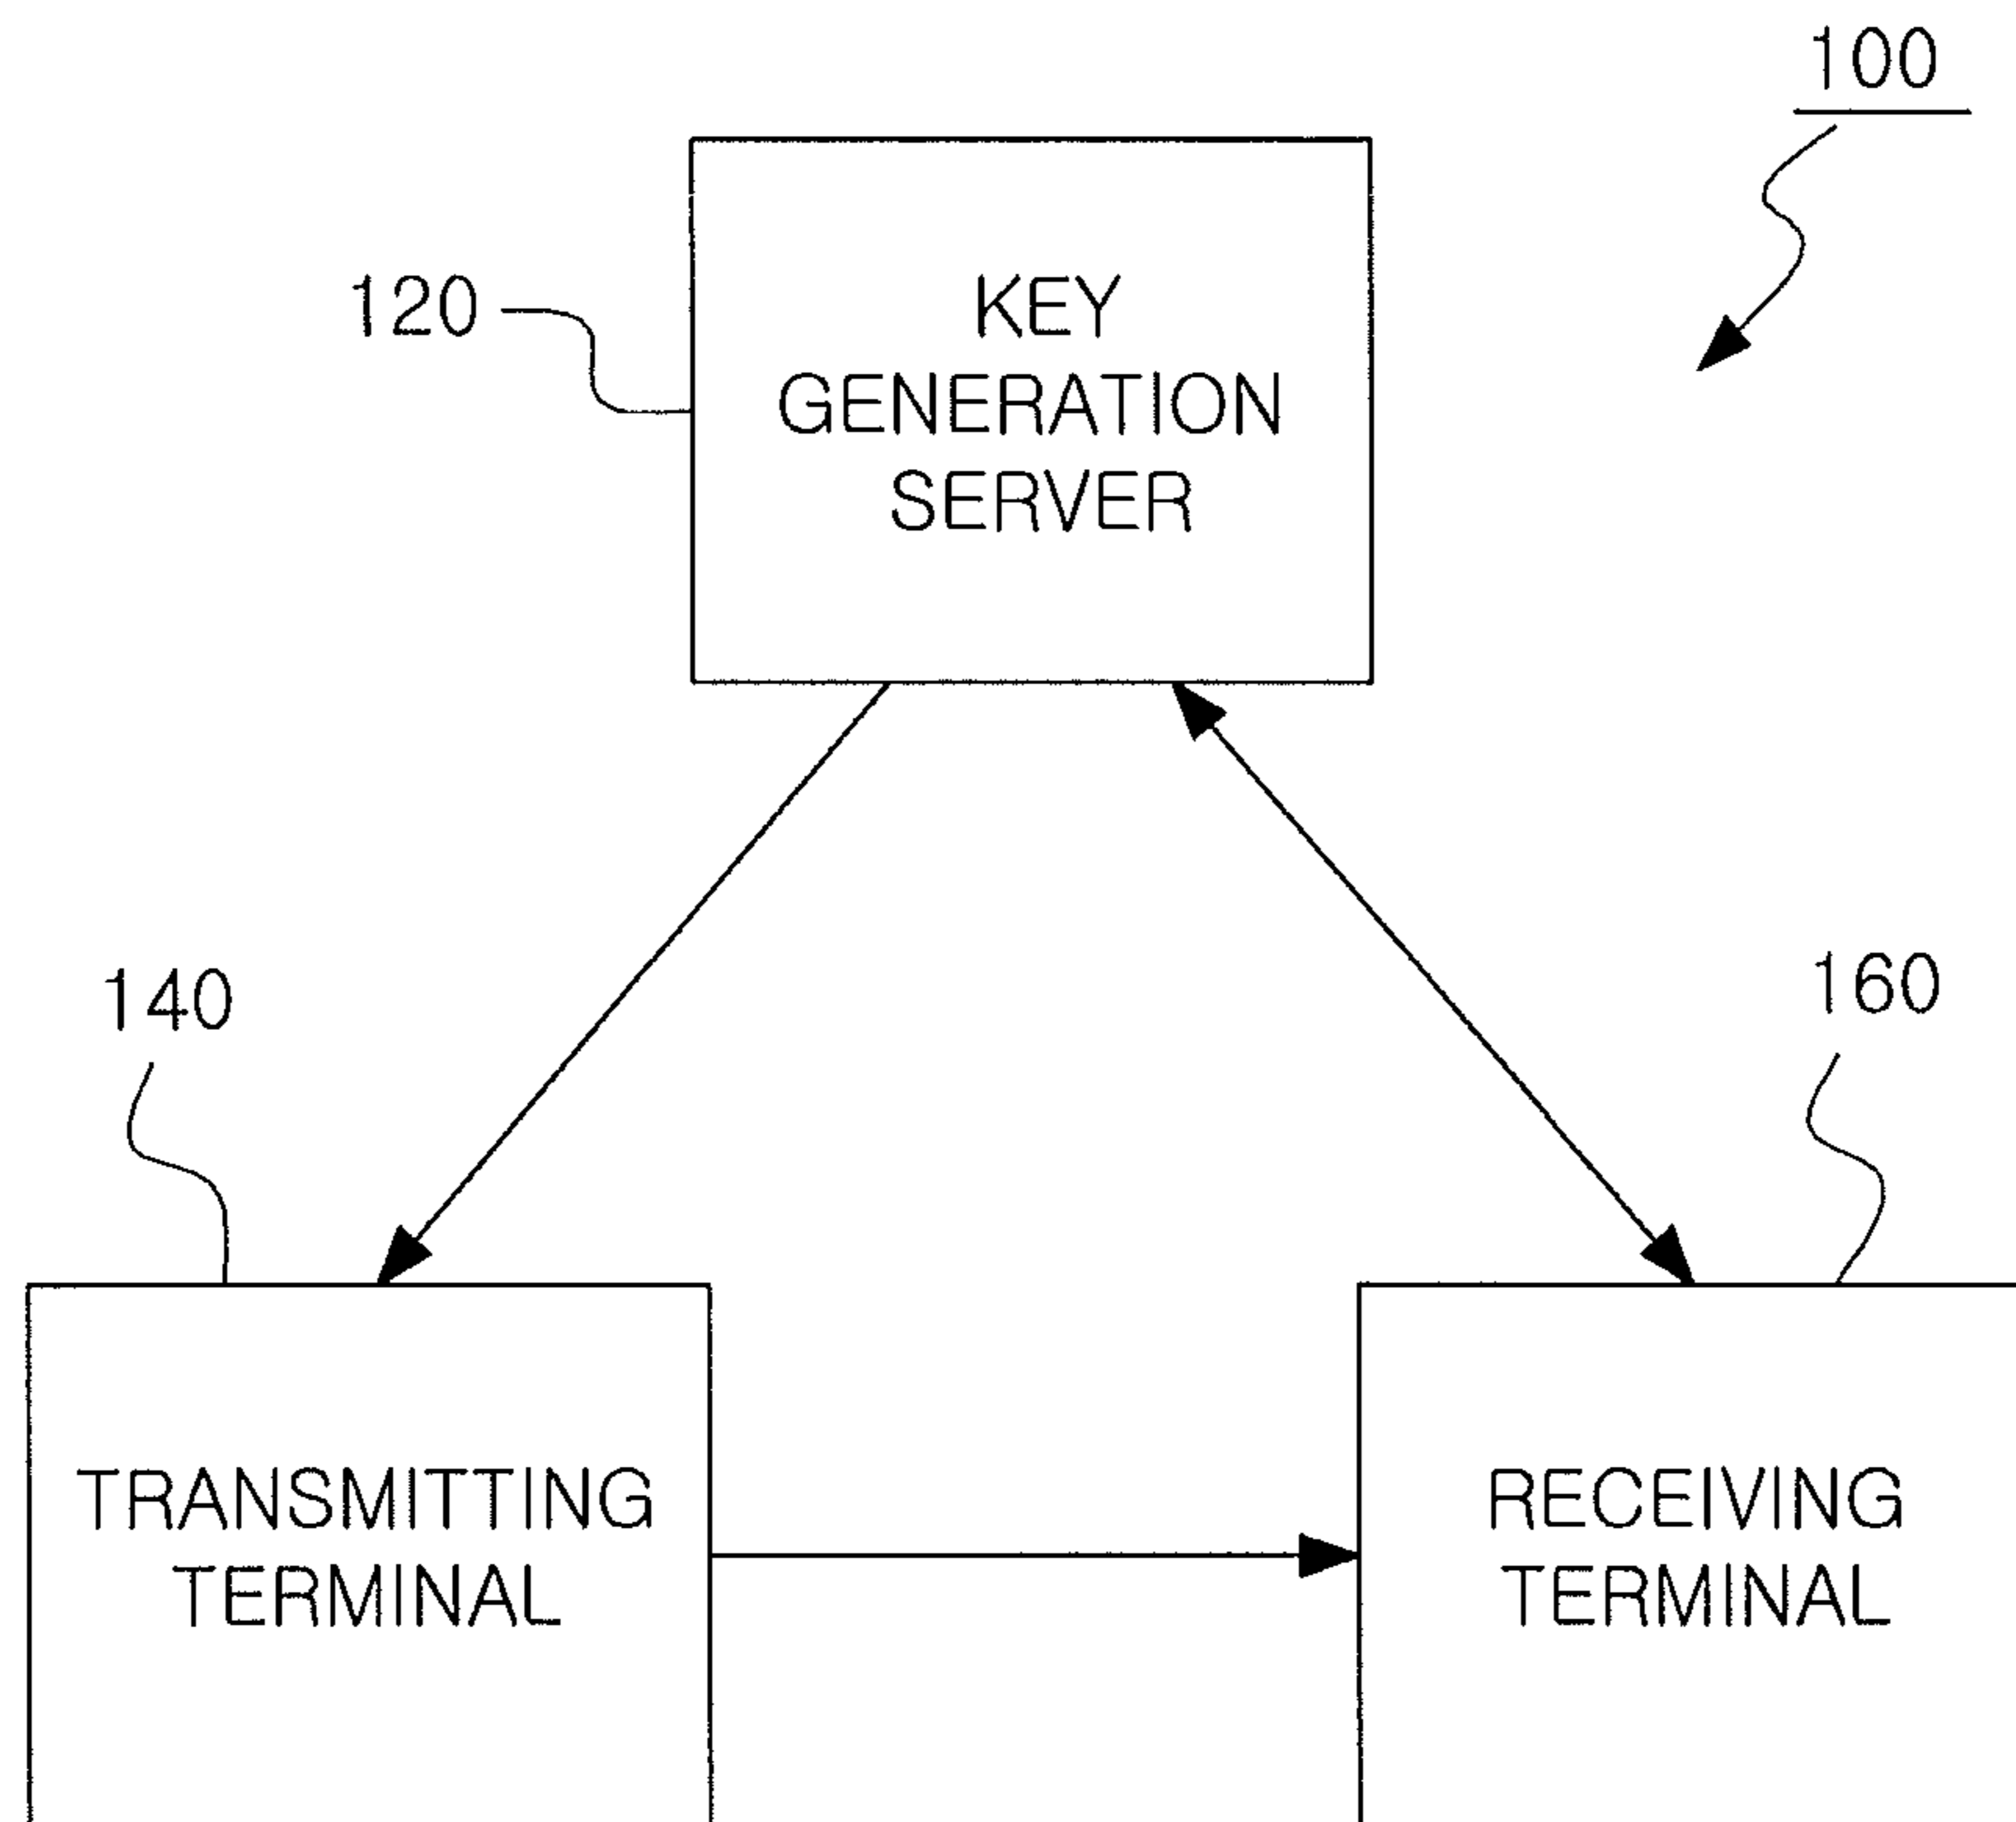 100
120
KEY
GENERATION
SERVER
140
160
TRANSMITTING
TERMINAL
RECEIVING
TERMINAL